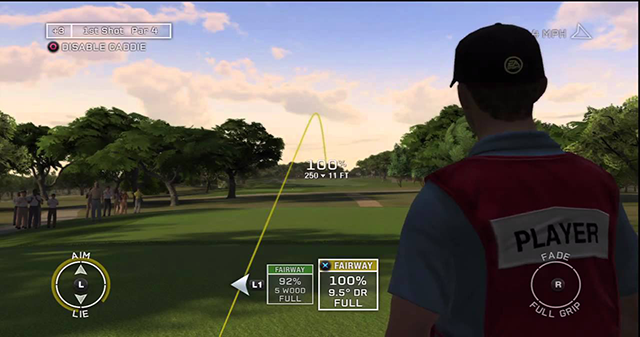 +3 1st Shot Par 4
DISABLE CADDIE
MPH
100%
250 ▾ 11 FT
AIM
L
LIE
L1
FAIRWAY
92%
5 WOOD
FULL
FAIRWAY
100%
9.5° DR
FULL
EA
PLAYER
FADE
R
FULL GRIP